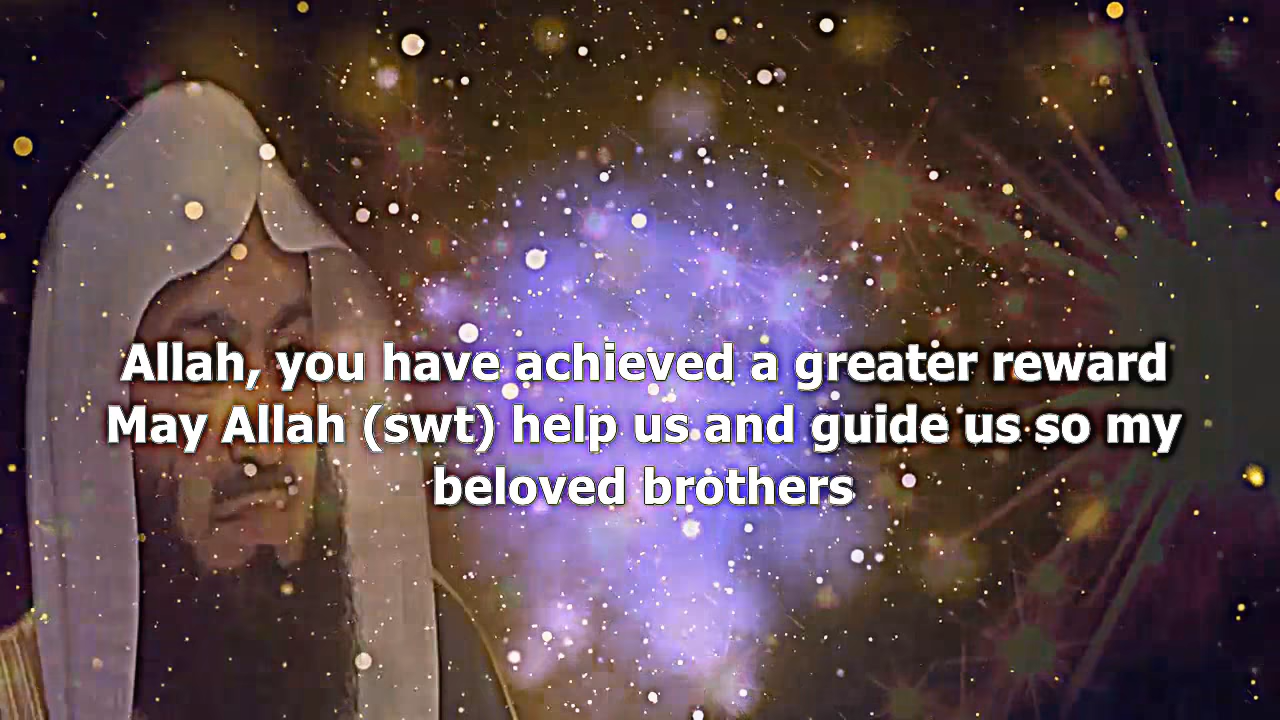 Allah, you have achieved a greater reward
May Allah (swt) help us and guide us so my
beloved brothers